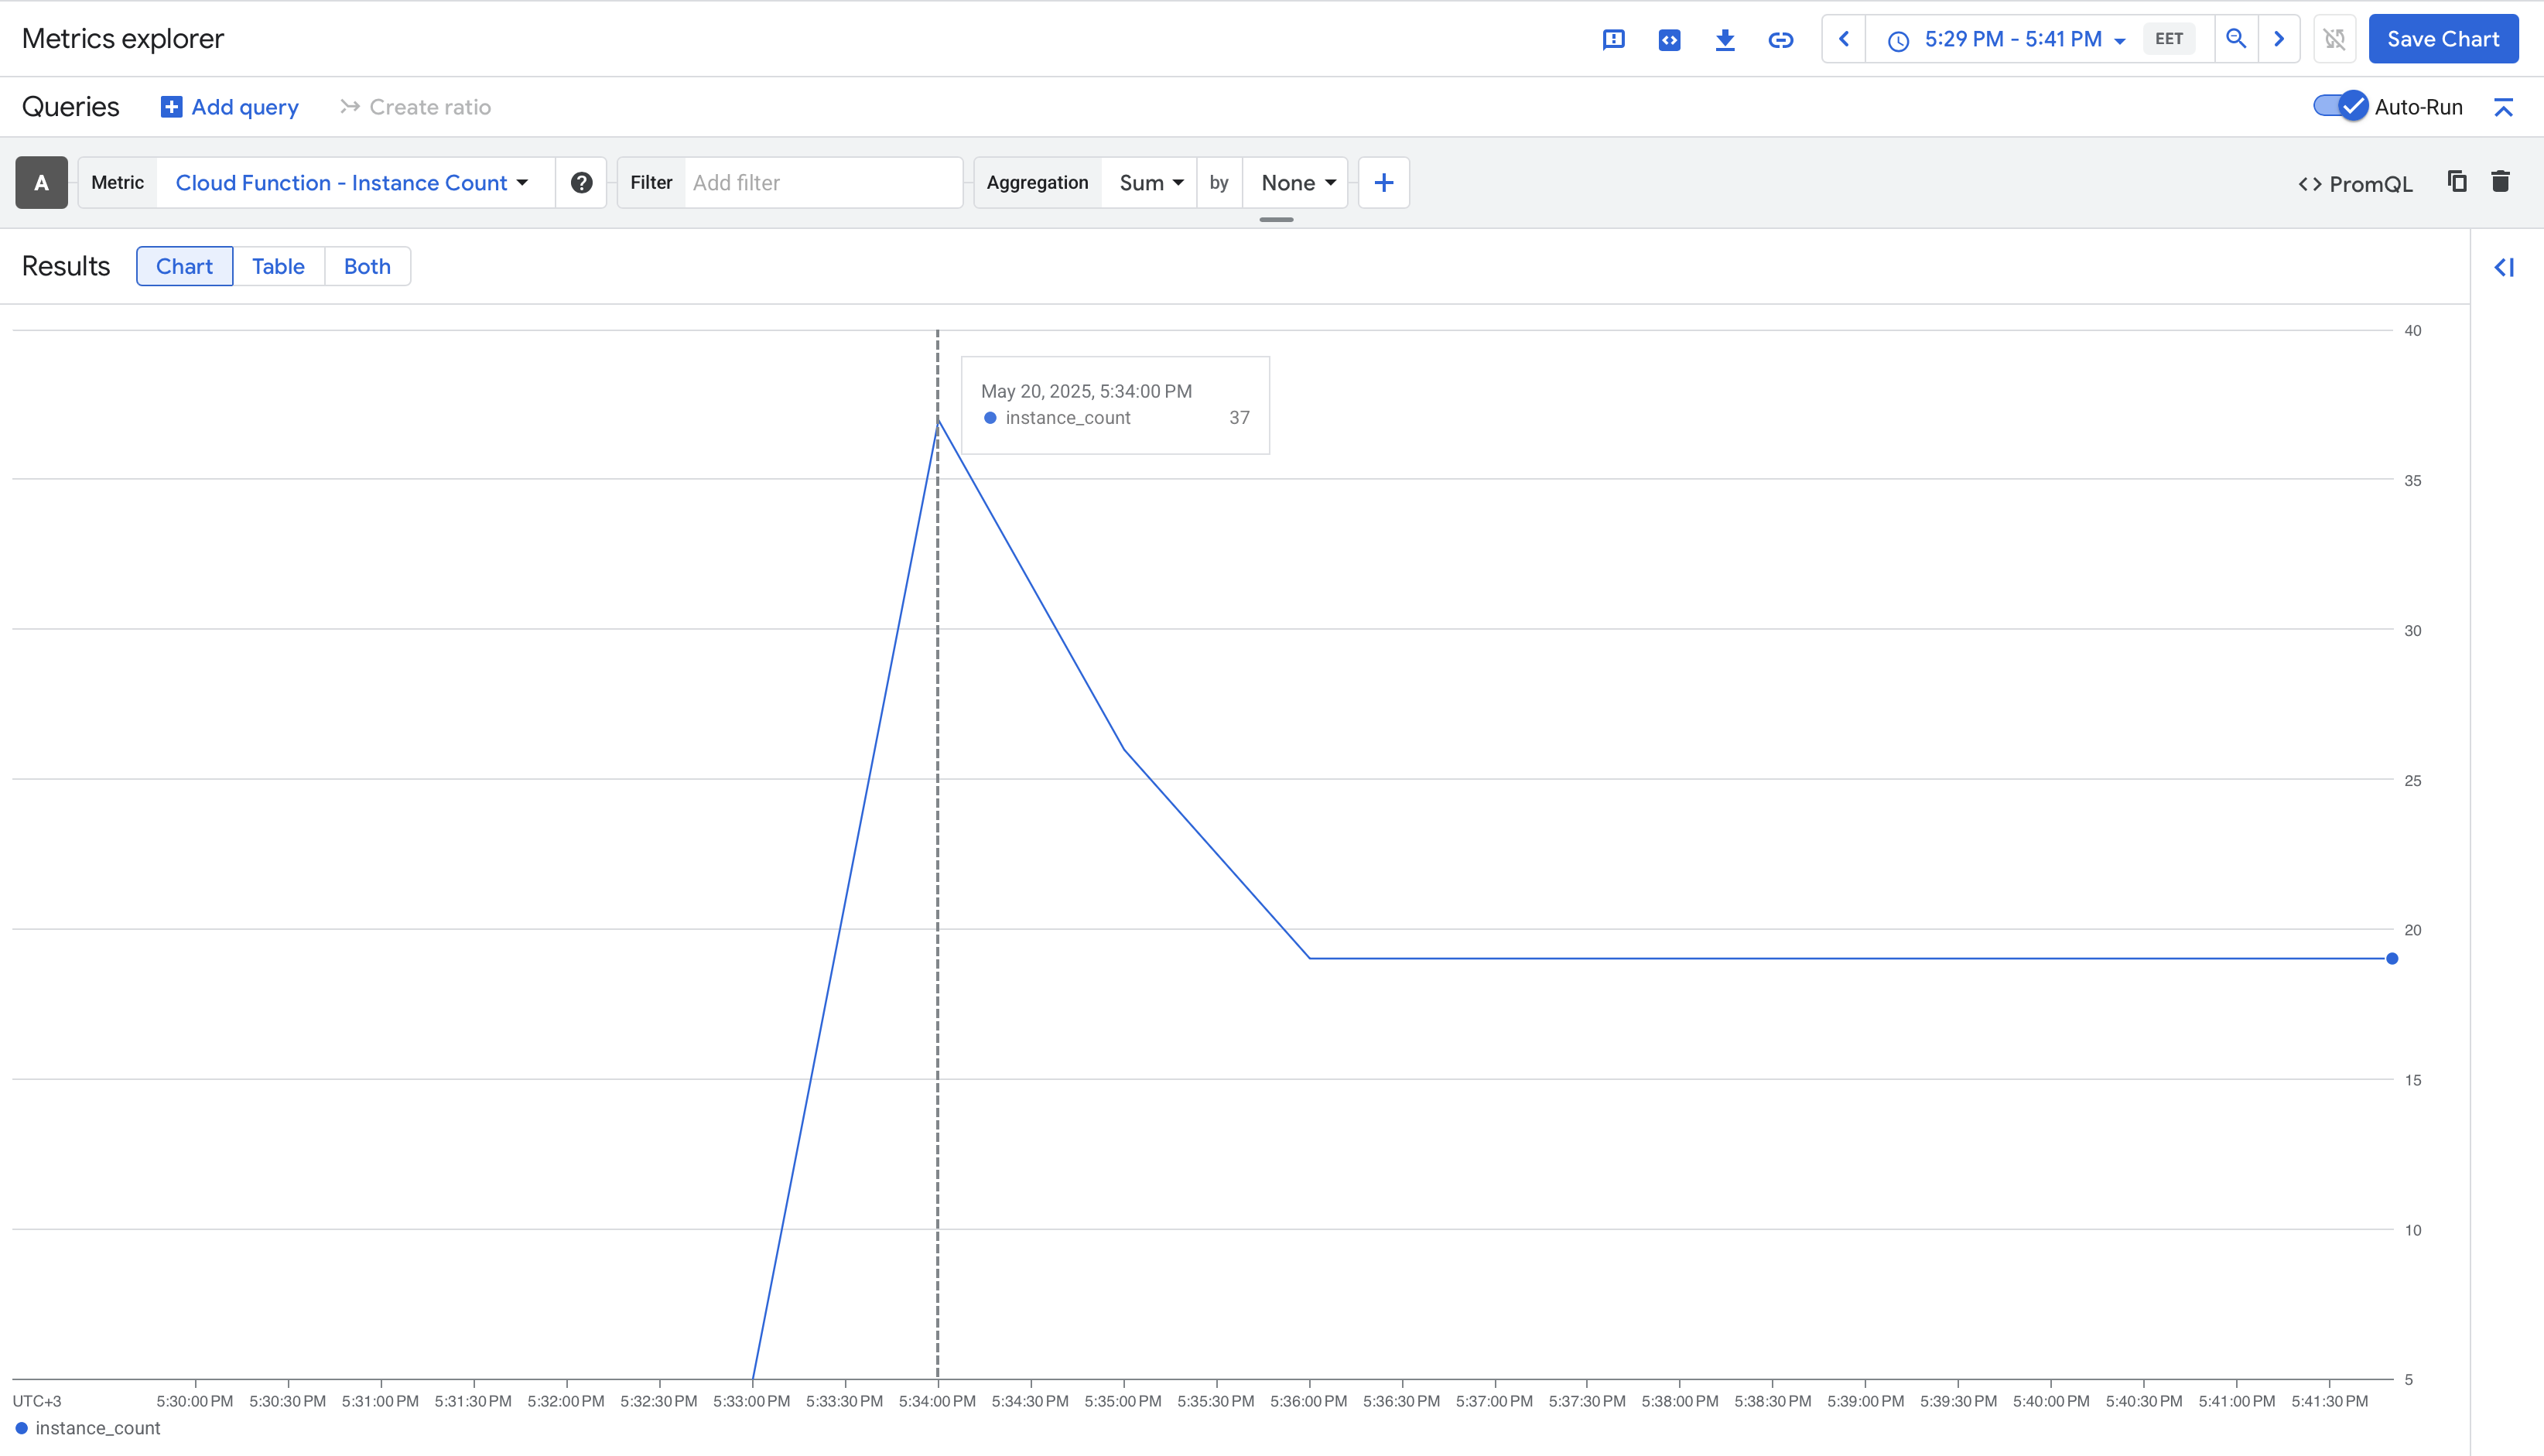 Metrics explorer
5:29 PM - 5:41 PM EET
Save Chart
Queries
Add query
Create ratio
Auto-Run
A Metric Cloud Function - Instance Count Filter Add filter Aggregation Sum by None PromQL
Results Chart Table Both
40
May 20, 2025, 5:34:00 PM
instance_count 37
35
30
25
20
15
10
5
UTC+3 5:30:00 PM 5:30:30 PM 5:31:00 PM 5:31:30 PM 5:32:00 PM 5:32:30 PM 5:33:00 PM 5:33:30 PM 5:34:00 PM 5:34:30 PM 5:35:00 PM 5:35:30 PM 5:36:00 PM 5:36:30 PM 5:37:00 PM 5:37:30 PM 5:38:00 PM 5:38:30 PM 5:39:00 PM 5:39:30 PM 5:40:00 PM 5:40:30 PM 5:41:00 PM 5:41:30 PM
instance_count